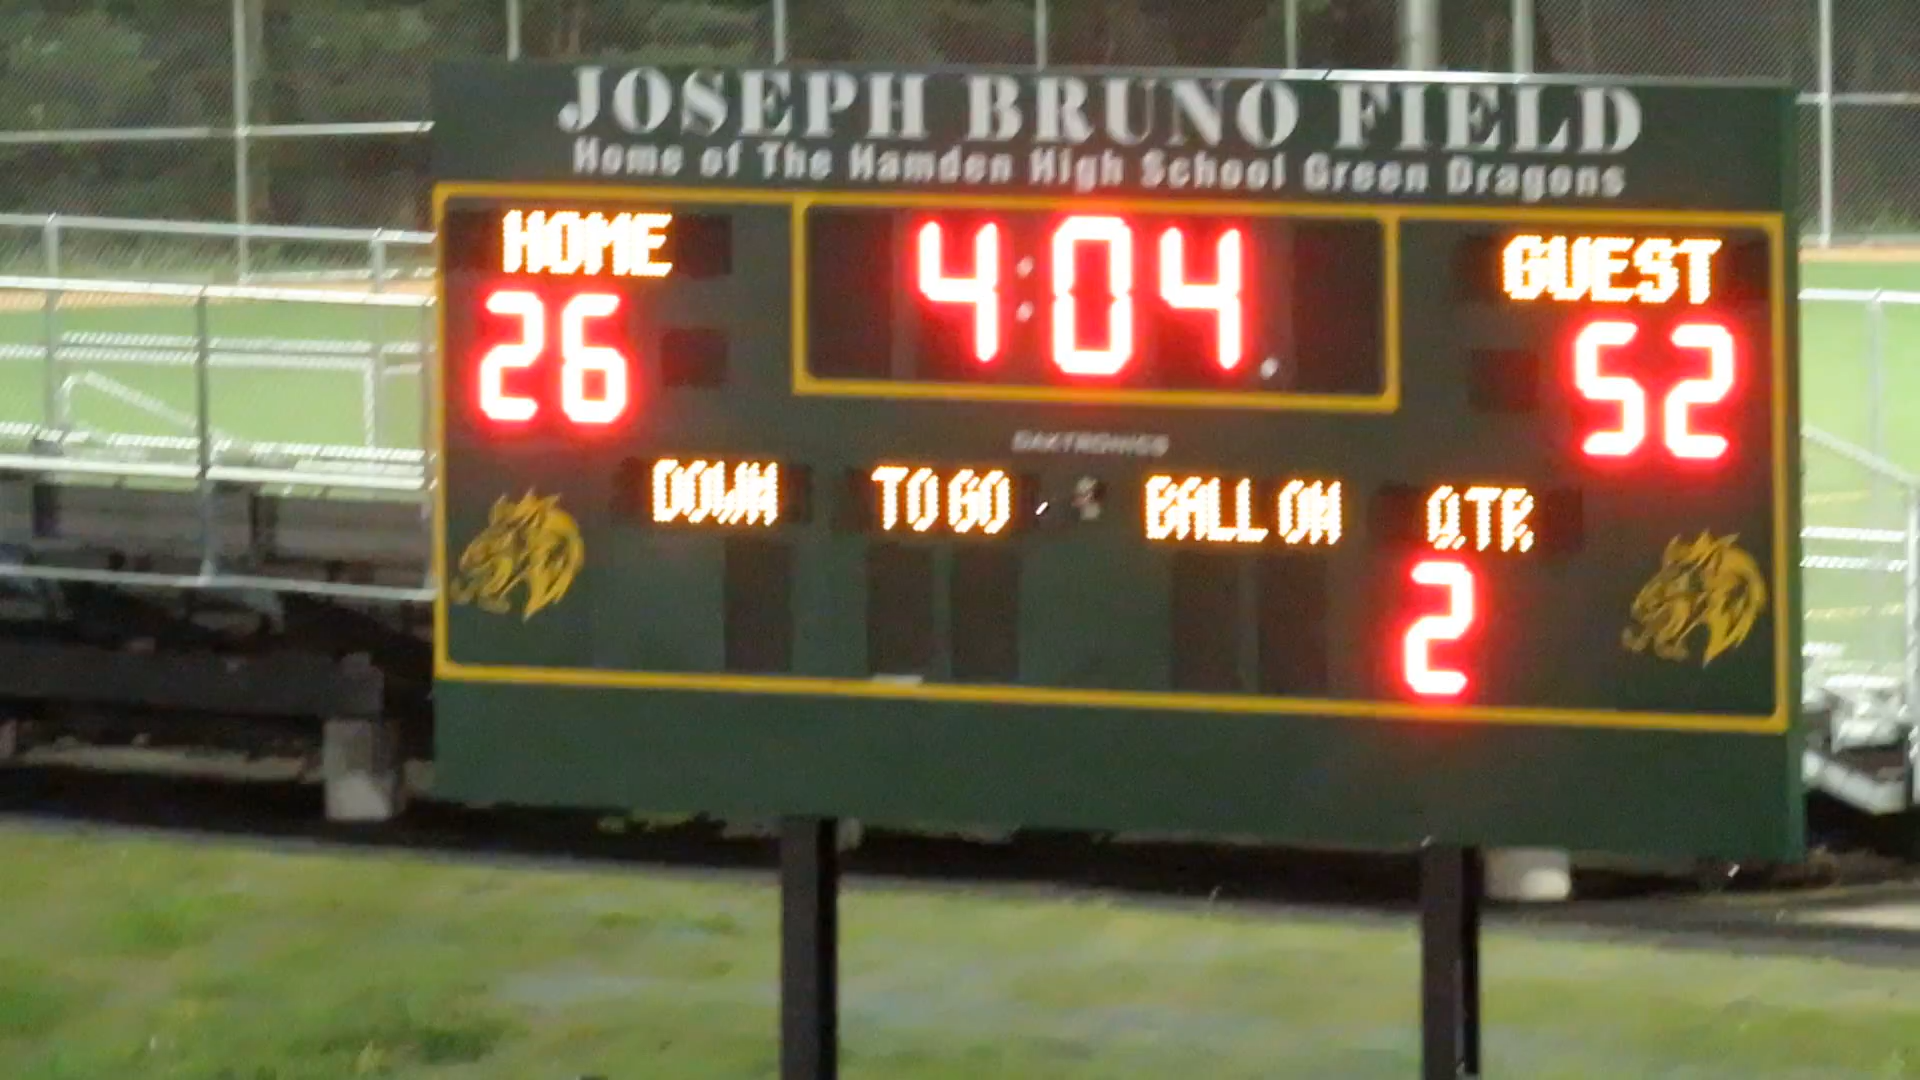 JOSEPH BRUNO FIELD
Home of The Hamden High School Green Dragons
HOME 4:04 GUEST
26 52
DAKTRONICS
DOWN TO GO BALL ON QTR
2